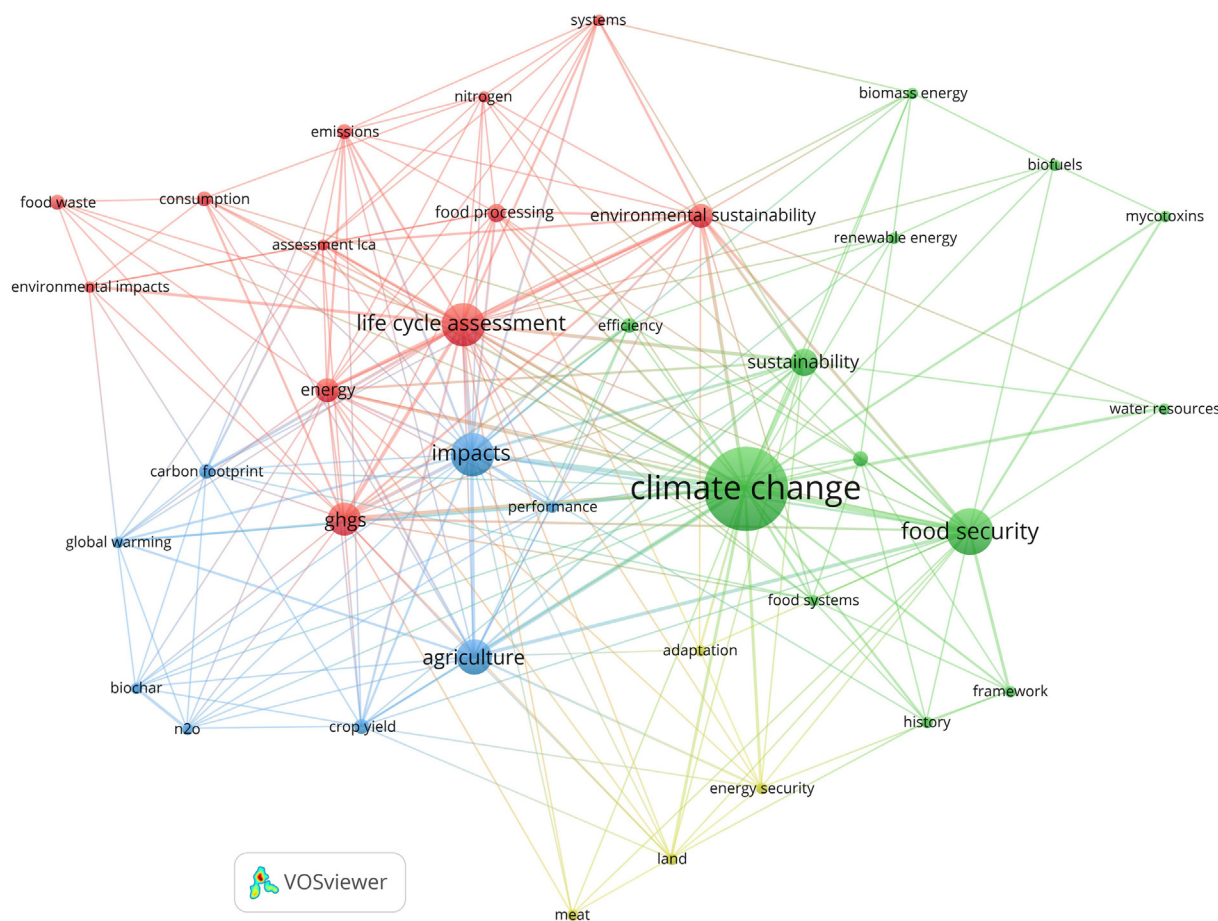 systems
biomass energy
nitrogen
emissions
biofuels
food waste
consumption
food processing
environmental sustainability
mycotoxins
renewable energy
assessment lca
environmental impacts
life cycle assessment
efficiency
sustainability
energy
water resources
impacts
carbon footprint
climate change
performance
ghgs
food security
global warming
food systems
adaptation
agriculture
biochar
framework
history
n2o
crop yield
energy security
land
VOSviewer
meat